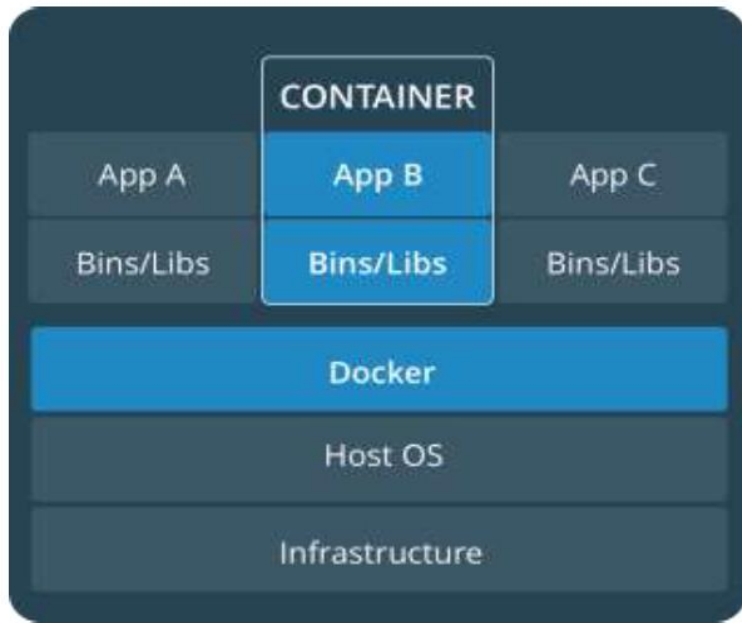 CONTAINER
App A App B App C
Bins/Libs Bins/Libs Bins/Libs
Docker
Host OS
Infrastructure